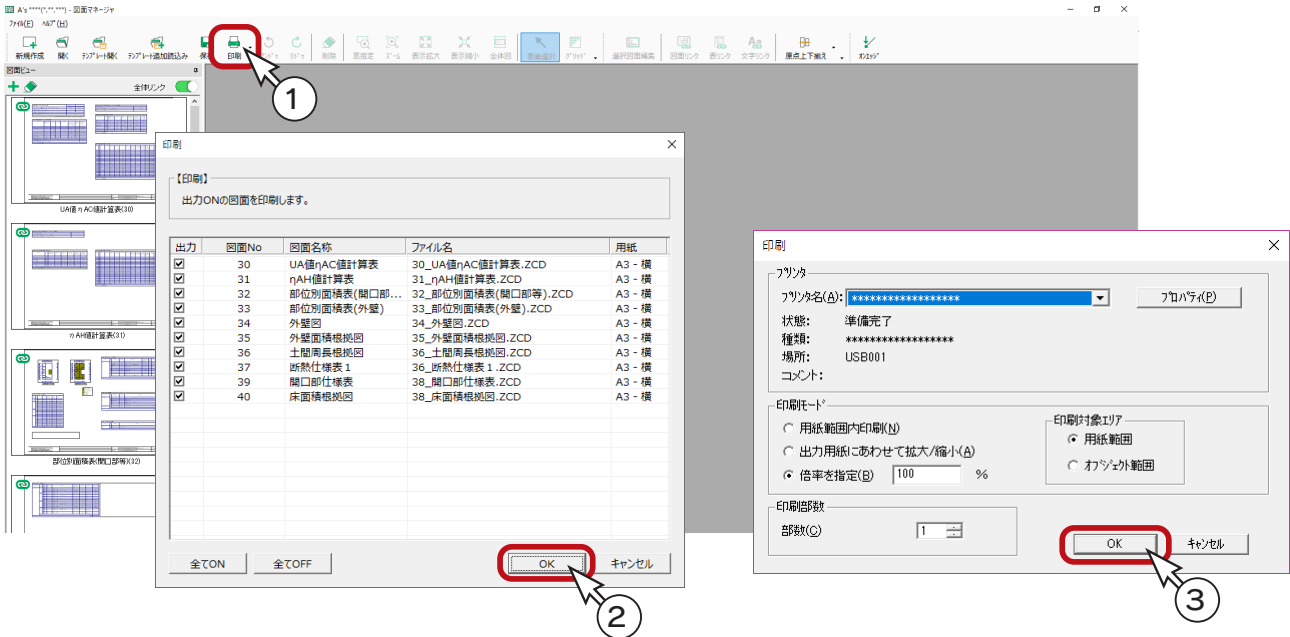 A's ****(*.**.***) - 図面マネージャ
ファイル(F) ヘルプ(H)
新規作成 開く テンプレート開く テンプレート追加読込み 保存 印刷 リドゥ 削除 窓指定 ズーム 表示拡大 表示縮小 全体図 グリッド 選択図面編集 図面リンク 表リンク 文字リンク 原点上下揃え オンエッジ
図面ビュー
全体リンク
①
UA値ηAC値計算表(30)
ηAH値計算表(31)
部位別面積表(開口部等)(32)
印刷
【印刷】
出力ONの図面を印刷します。
出力 図面No 図面名称 ファイル名 用紙
30 UA値ηAC値計算表 30_UA値ηAC値計算表.ZCD A3 - 横
31 ηAH値計算表 31_ηAH値計算表.ZCD A3 - 横
32 部位別面積表(開口部... 32_部位別面積表(開口部等).ZCD A3 - 横
33 部位別面積表(外壁) 33_部位別面積表(外壁).ZCD A3 - 横
34 外壁図 34_外壁図.ZCD A3 - 横
35 外壁面積根拠図 35_外壁面積根拠図.ZCD A3 - 横
36 土間周長根拠図 36_土間周長根拠図.ZCD A3 - 横
37 断熱仕様表1 36_断熱仕様表1.ZCD A3 - 横
39 開口部仕様表 38_開口部仕様表.ZCD A3 - 横
40 床面積根拠図 38_床面積根拠図.ZCD A3 - 横
全てON 全てOFF OK キャンセル
②
印刷
プリンタ
プリンタ名(A): ****************** プロパティ(P)
状態: 準備完了
種類: ******************
場所: USB001
コメント:
印刷モード
用紙範囲内印刷(N)
出力用紙にあわせて拡大/縮小(A)
倍率を指定(B) 100 %
印刷対象エリア
用紙範囲
オブジェクト範囲
印刷部数
部数(C) 1
OK キャンセル
③